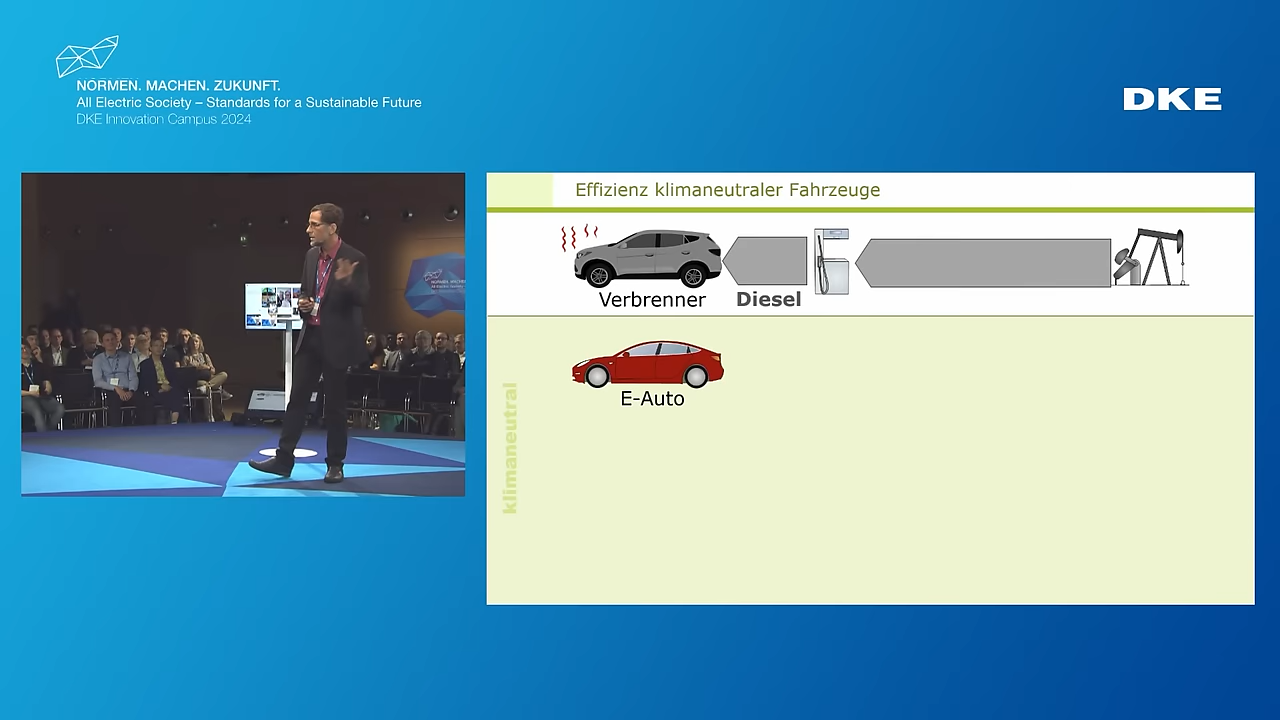 NORMEN. MACHEN. ZUKUNFT.
All Electric Society – Standards for a Sustainable Future
DKE Innovation Campus 2024
DKE
Effizienz klimaneutraler Fahrzeuge
Verbrenner
Diesel
E-Auto
klimaneutral